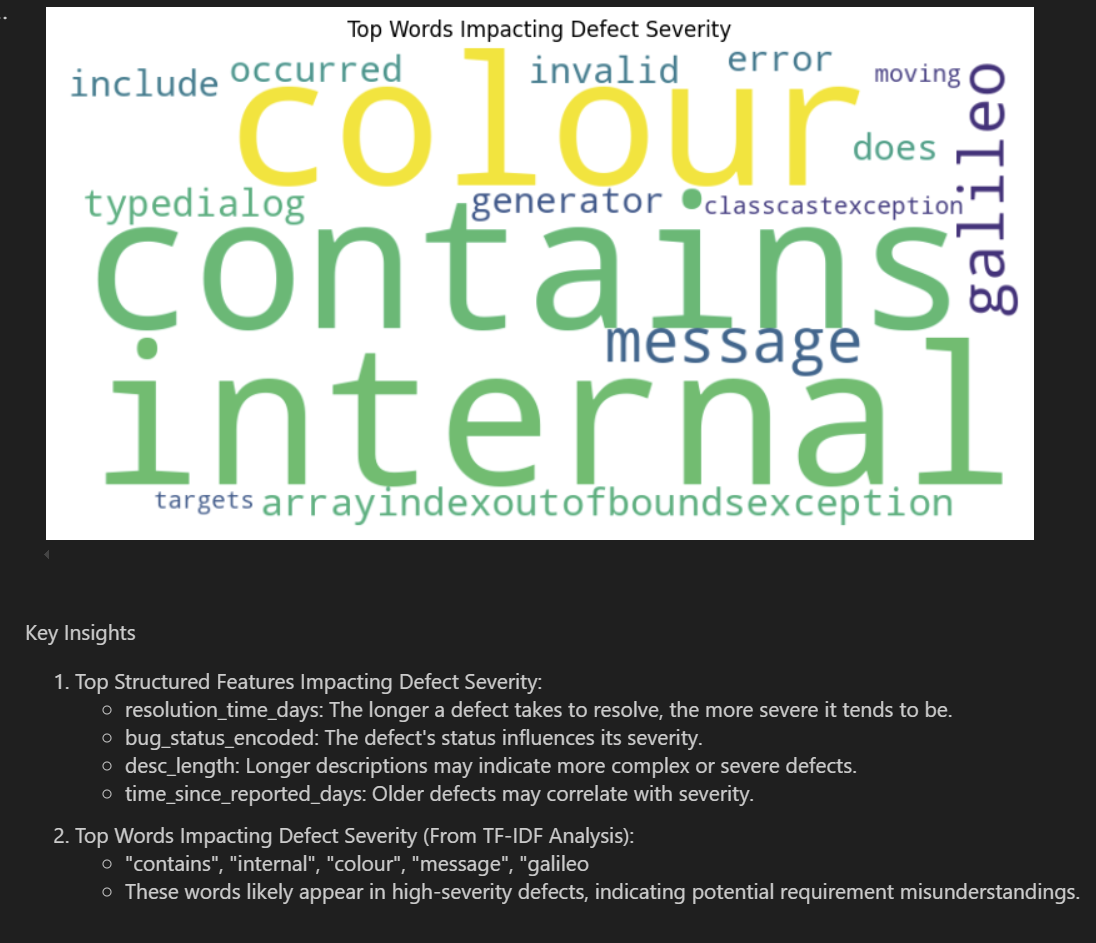 ..
Top Words Impacting Defect Severity
include occurred invalid error moving
colour
does
galileo
typedialog generator classcastexception
contains
message
internal
targets arrayindexoutofboundsexception
Key Insights
1. Top Structured Features Impacting Defect Severity:
○ resolution_time_days: The longer a defect takes to resolve, the more severe it tends to be.
○ bug_status_encoded: The defect's status influences its severity.
○ desc_length: Longer descriptions may indicate more complex or severe defects.
○ time_since_reported_days: Older defects may correlate with severity.
2. Top Words Impacting Defect Severity (From TF-IDF Analysis):
○ "contains", "internal", "colour", "message", "galileo
○ These words likely appear in high-severity defects, indicating potential requirement misunderstandings.